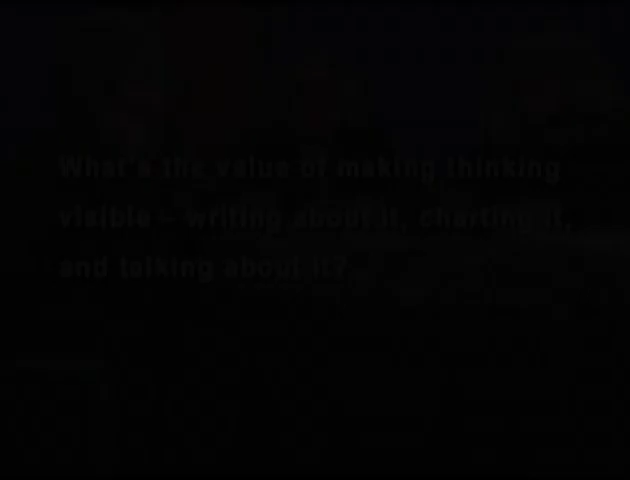 What's the value of making thinking
visible – writing about it, charting it,
and talking about it?